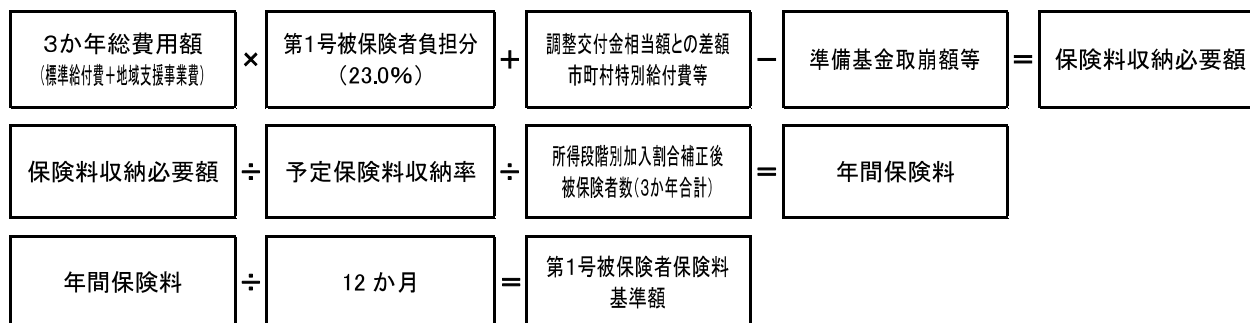 3か年総費用額 × 第1号被保険者負担分 + 調整交付金相当額との差額 − 準備基金取崩額等 = 保険料収納必要額
(標準給付費+地域支援事業費) (23.0%) 市町村特別給付費等
保険料収納必要額 ÷ 予定保険料収納率 ÷ 所得段階別加入割合補正後 = 年間保険料
被保険者数(3か年合計)
年間保険料 ÷ 12か月 = 第1号被保険者保険料
基準額